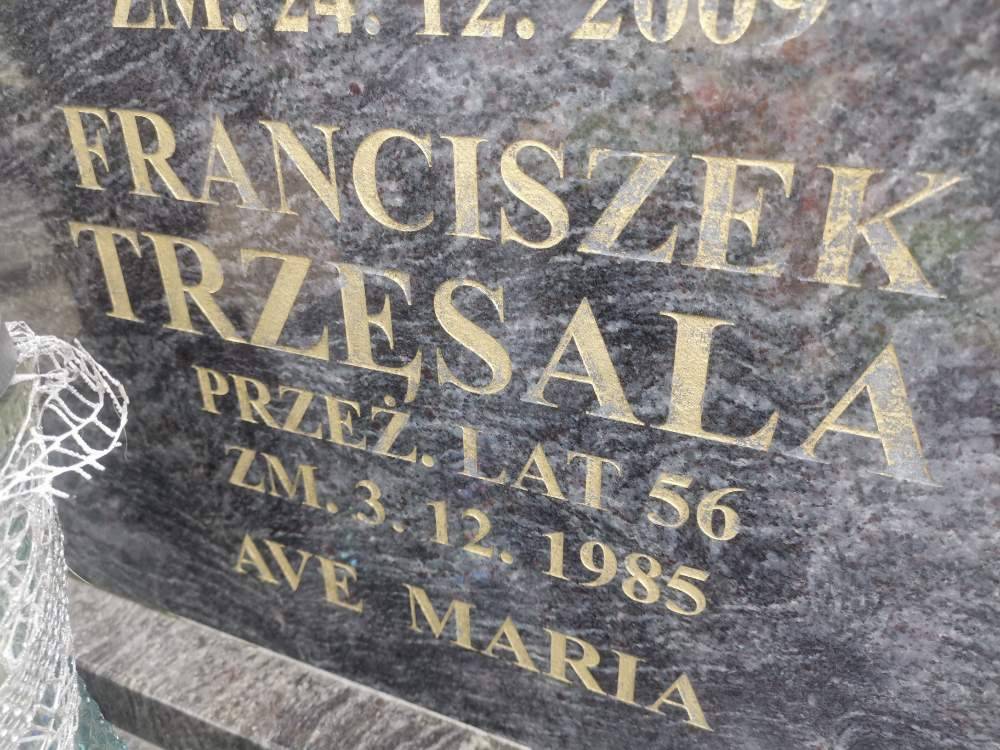 ZM. 24. 12. 2009
FRANCISZEK
TRZĘSALA
PRZEŻ. LAT 56
ZM. 3. 12. 1985
AVE MARIA